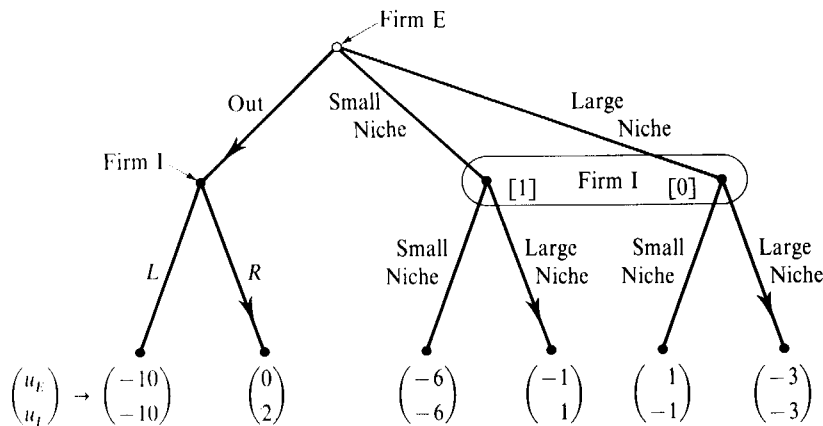 Firm E
Out
Small
Niche
Large
Niche
Firm I
[1]
Firm I
[0]
L
R
Small
Niche
Large
Niche
Small
Niche
Large
Niche
(u_E u_I) → (−10 −10) (0 2) (−6 −6) (−1 1) (1 −1) (−3 −3)